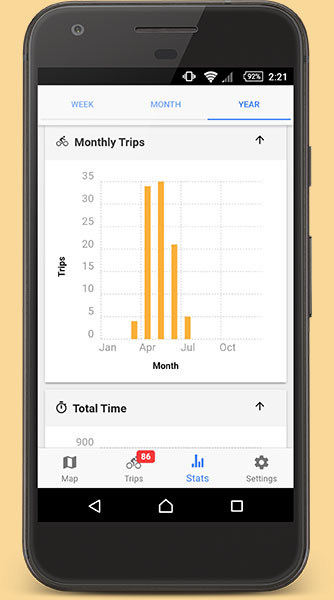 92% 2:21
WEEK MONTH YEAR
Monthly Trips
35
30
25
20
15
10
5
0
Trips
Jan Apr Jul Oct
Month
Total Time
900
86
Map Trips Stats Settings